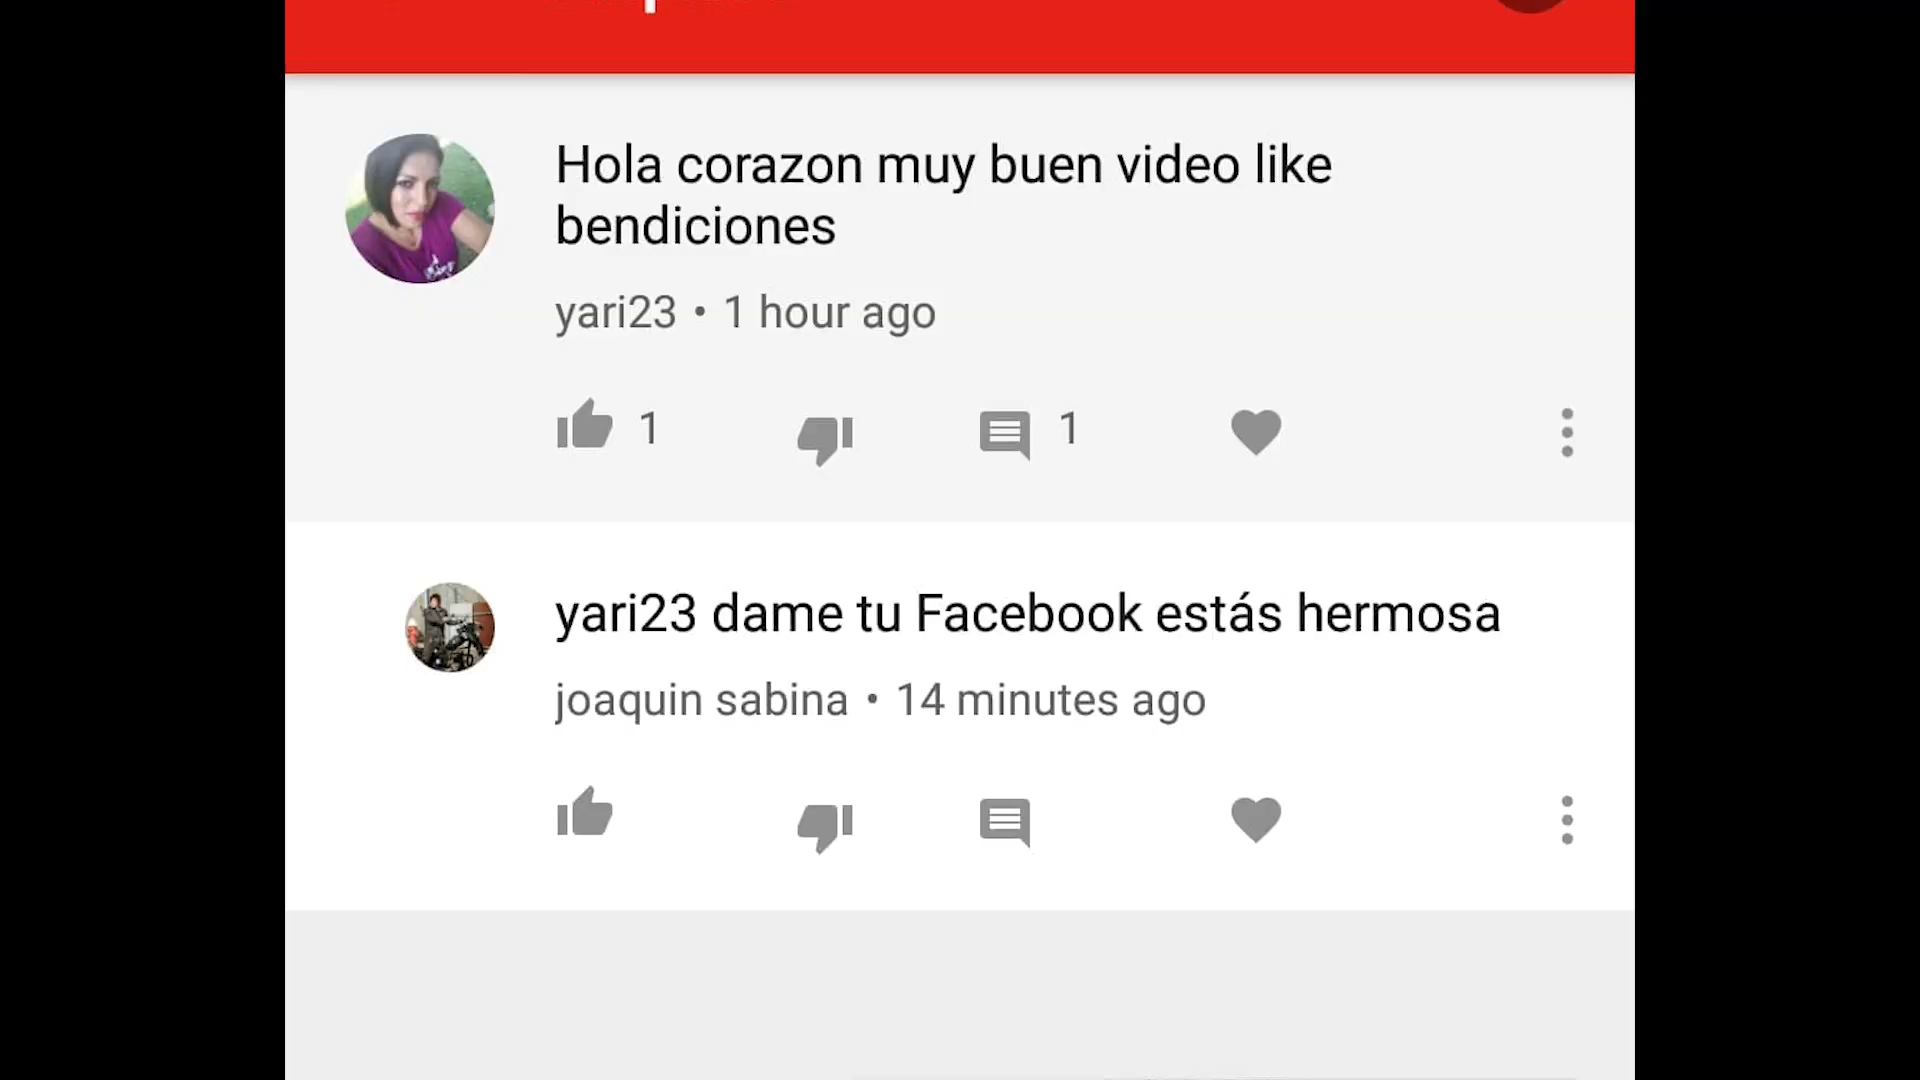 Hola corazon muy buen video like
bendiciones
yari23 • 1 hour ago
1
1
yari23 dame tu Facebook estás hermosa
joaquin sabina • 14 minutes ago